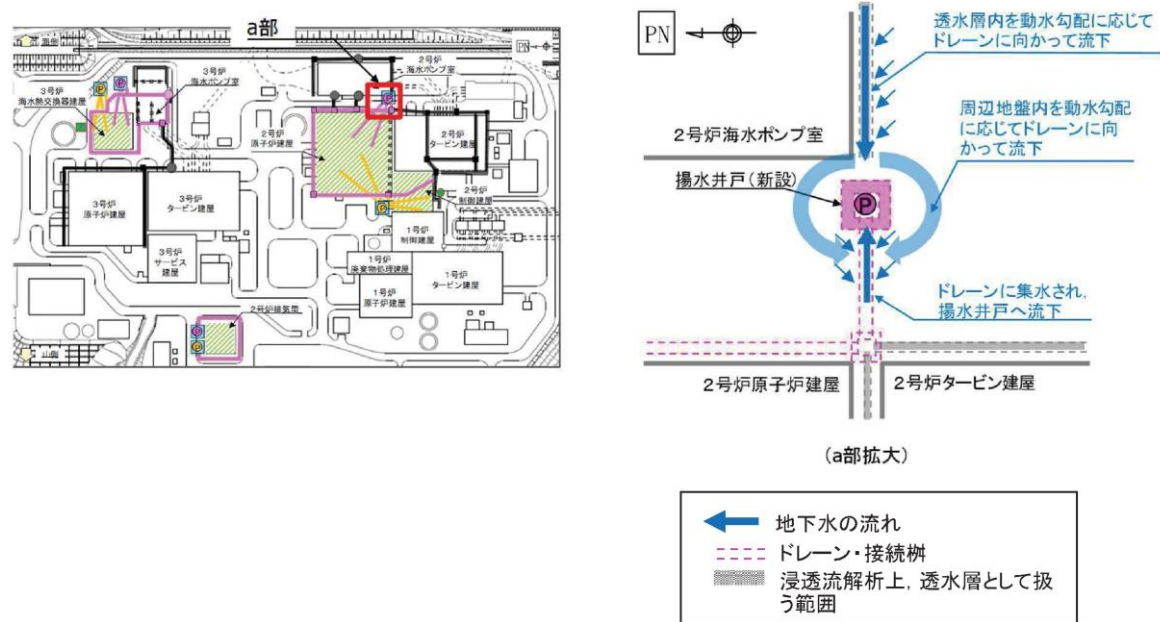 a部
海側
PN
3号炉
海水熱交換器建屋
3号炉
海水ポンプ室
2号炉
海水ポンプ室
P
2号炉
原子炉建屋
2号炉
タービン建屋
2号炉
制御建屋
P
3号炉
原子炉建屋
3号炉
タービン建屋
3号炉
サービス
建屋
1号炉
制御建屋
1号炉
廃棄物処理建屋
1号炉
原子炉建屋
1号炉
タービン建屋
2号炉排気筒
山側
PN
透水層内を動水勾配に応じて
ドレーンに向かって流下
周辺地盤内を動水勾配
に応じてドレーンに向
かって流下
2号炉海水ポンプ室
揚水井戸(新設)
P
ドレーンに集水され,
揚水井戸へ流下
2号炉原子炉建屋
2号炉タービン建屋
(a部拡大)
地下水の流れ
ドレーン・接続桝
浸透流解析上, 透水層として扱
う範囲